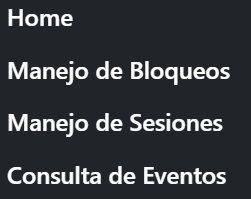 Home
Manejo de Bloqueos
Manejo de Sesiones
Consulta de Eventos